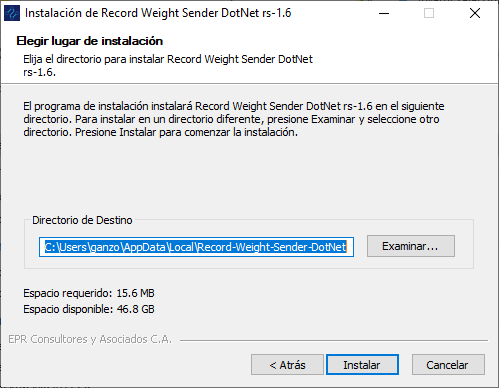 Instalación de Record Weight Sender DotNet rs-1.6
Elegir lugar de instalación
Elija el directorio para instalar Record Weight Sender DotNet
rs-1.6.
El programa de instalación instalará Record Weight Sender DotNet rs-1.6 en el siguiente
directorio. Para instalar en un directorio diferente, presione Examinar y seleccione otro
directorio. Presione Instalar para comenzar la instalación.
Directorio de Destino
C:\Users\ganzo\AppData\Local\Record-Weight-Sender-DotNet
Examinar...
Espacio requerido: 15.6 MB
Espacio disponible: 46.8 GB
EPR Consultores y Asociados C.A.
< Atrás
Instalar
Cancelar